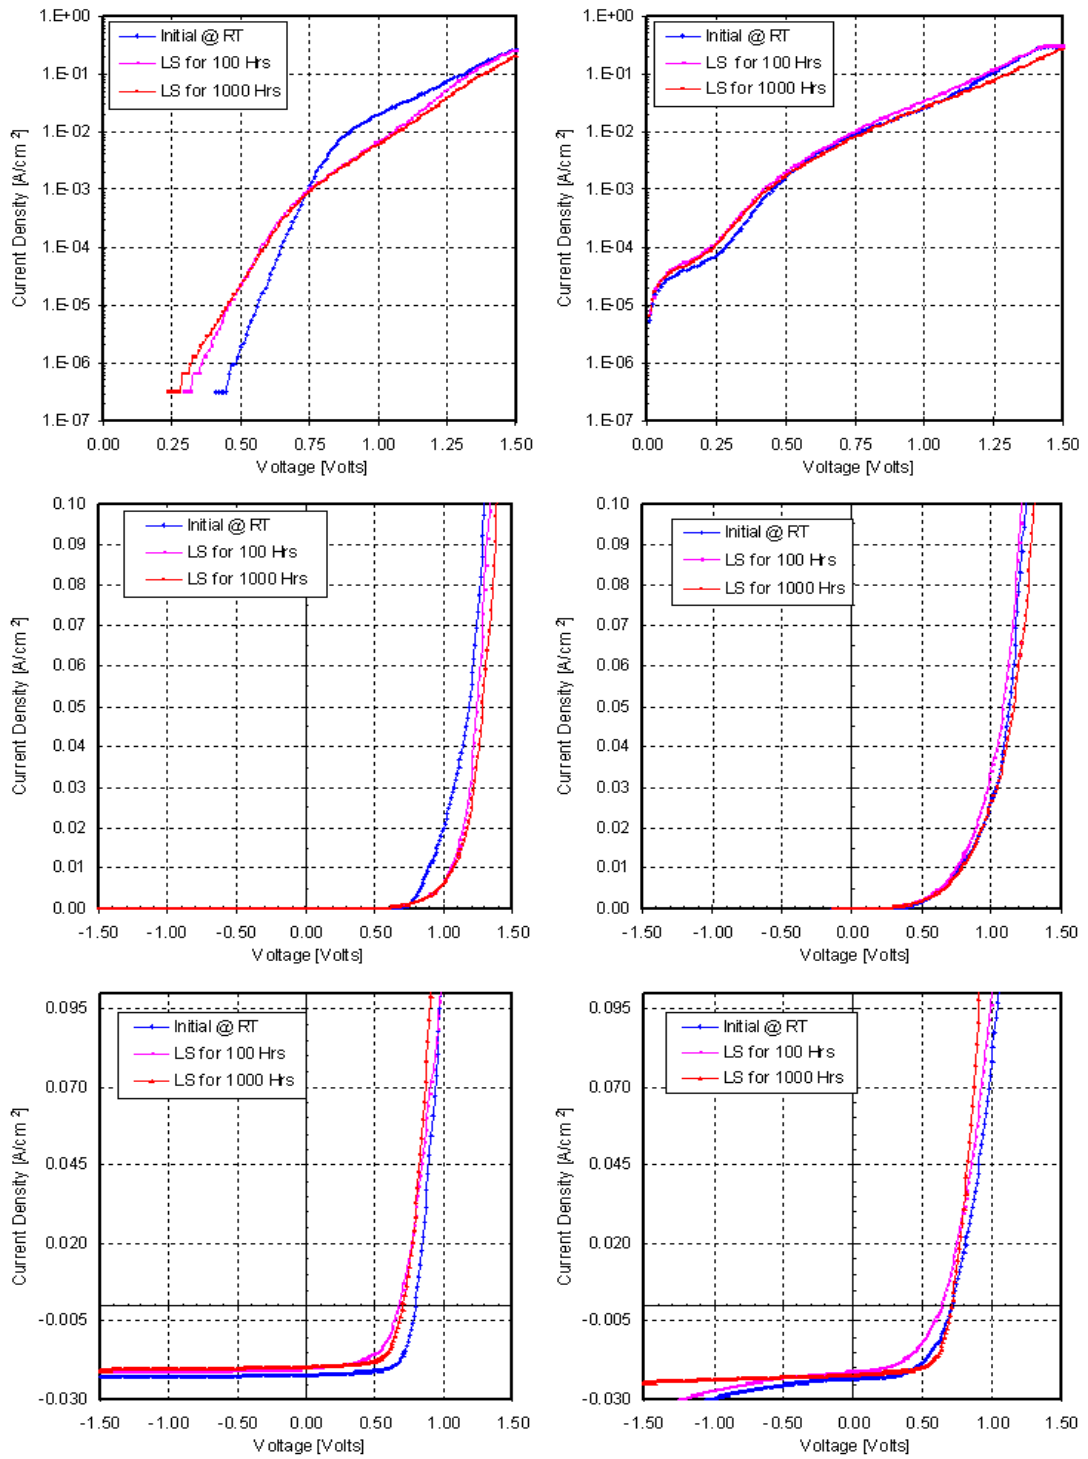 1.E+00
1.E-01
1.E-02
1.E-03
1.E-04
1.E-05
1.E-06
1.E-07
Current Density [A/cm 2]
Initial @ RT
LS for 100 Hrs
LS for 1000 Hrs
0.00 0.25 0.50 0.75 1.00 1.25 1.50
Voltage [Volts]
1.E+00
1.E-01
1.E-02
1.E-03
1.E-04
1.E-05
1.E-06
1.E-07
Current Density [A/cm 2]
Initial @ RT
LS for 100 Hrs
LS for 1000 Hrs
0.00 0.25 0.50 0.75 1.00 1.25 1.50
Voltage [Volts]
0.10
0.09
0.08
0.07
0.06
0.05
0.04
0.03
0.02
0.01
0.00
Current Density [A/cm 2]
Initial @ RT
LS for 100 Hrs
LS for 1000 Hrs
-1.50 -1.00 -0.50 0.00 0.50 1.00 1.50
Voltage [Volts]
0.10
0.09
0.08
0.07
0.06
0.05
0.04
0.03
0.02
0.01
0.00
Current Density [A/cm 2]
Initial @ RT
LS for 100 Hrs
LS for 1000 Hrs
-1.50 -1.00 -0.50 0.00 0.50 1.00 1.50
Voltage [Volts]
0.095
0.070
0.045
0.020
-0.005
-0.030
Current Density [A/cm 2]
Initial @ RT
LS for 100 Hrs
LS for 1000 Hrs
-1.50 -1.00 -0.50 0.00 0.50 1.00 1.50
Voltage [Volts]
0.095
0.070
0.045
0.020
-0.005
-0.030
Current Density [A/cm 2]
Initial @ RT
LS for 100 Hrs
LS for 1000 Hrs
-1.50 -1.00 -0.50 0.00 0.50 1.00 1.50
Voltage [Volts]